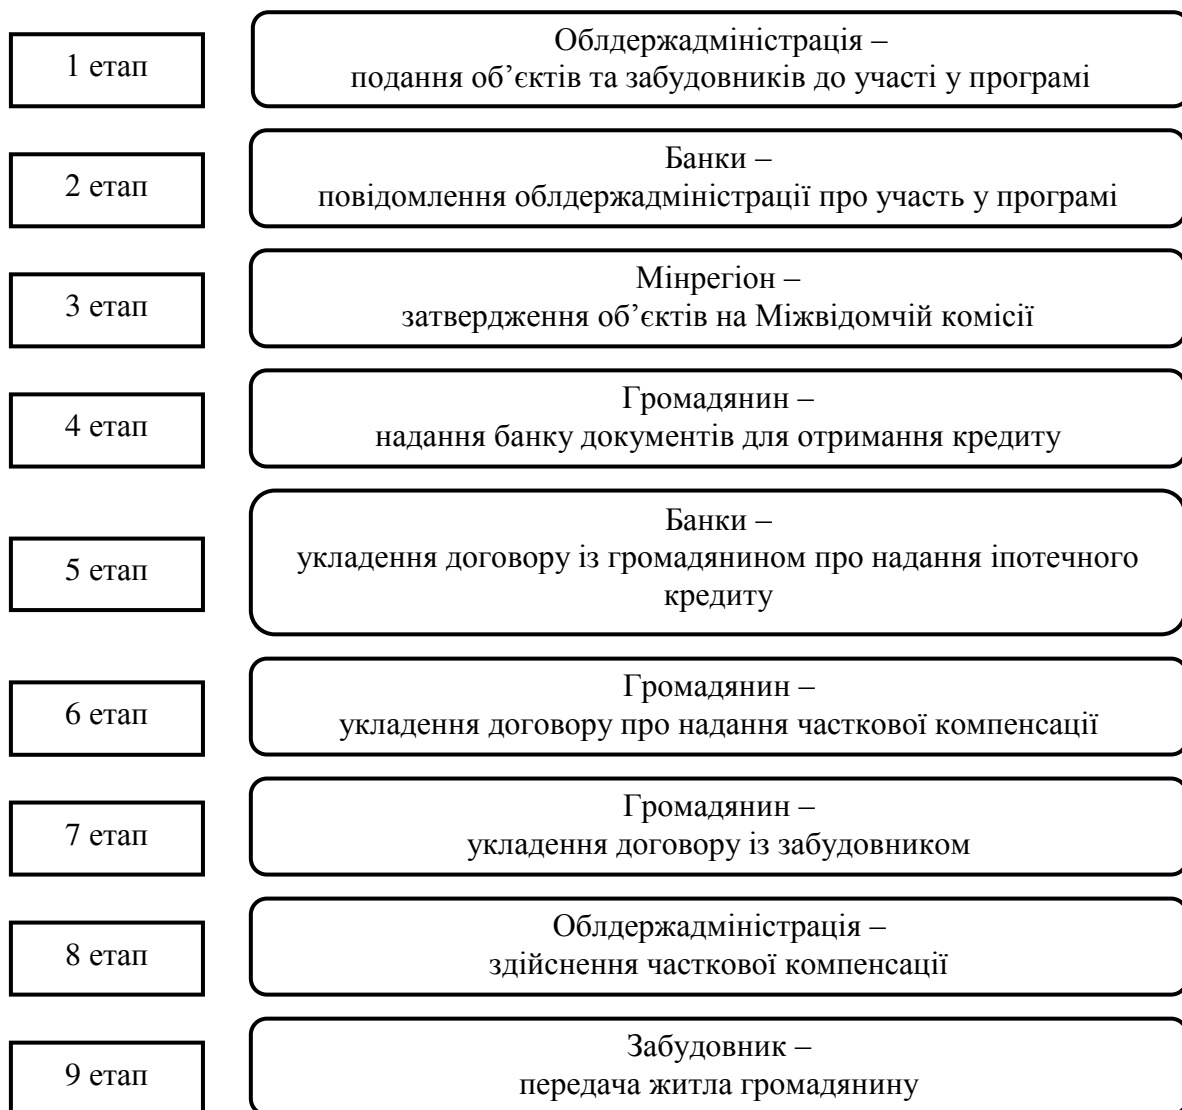 1 етап
Облдержадміністрація –
подання об’єктів та забудовників до участі у програмі
2 етап
Банки –
повідомлення облдержадміністрації про участь у програмі
3 етап
Мінрегіон –
затвердження об’єктів на Міжвідомчій комісії
4 етап
Громадянин –
надання банку документів для отримання кредиту
5 етап
Банки –
укладення договору із громадянином про надання іпотечного
кредиту
6 етап
Громадянин –
укладення договору про надання часткової компенсації
7 етап
Громадянин –
укладення договору із забудовником
8 етап
Облдержадміністрація –
здійснення часткової компенсації
9 етап
Забудовник –
передача житла громадянину